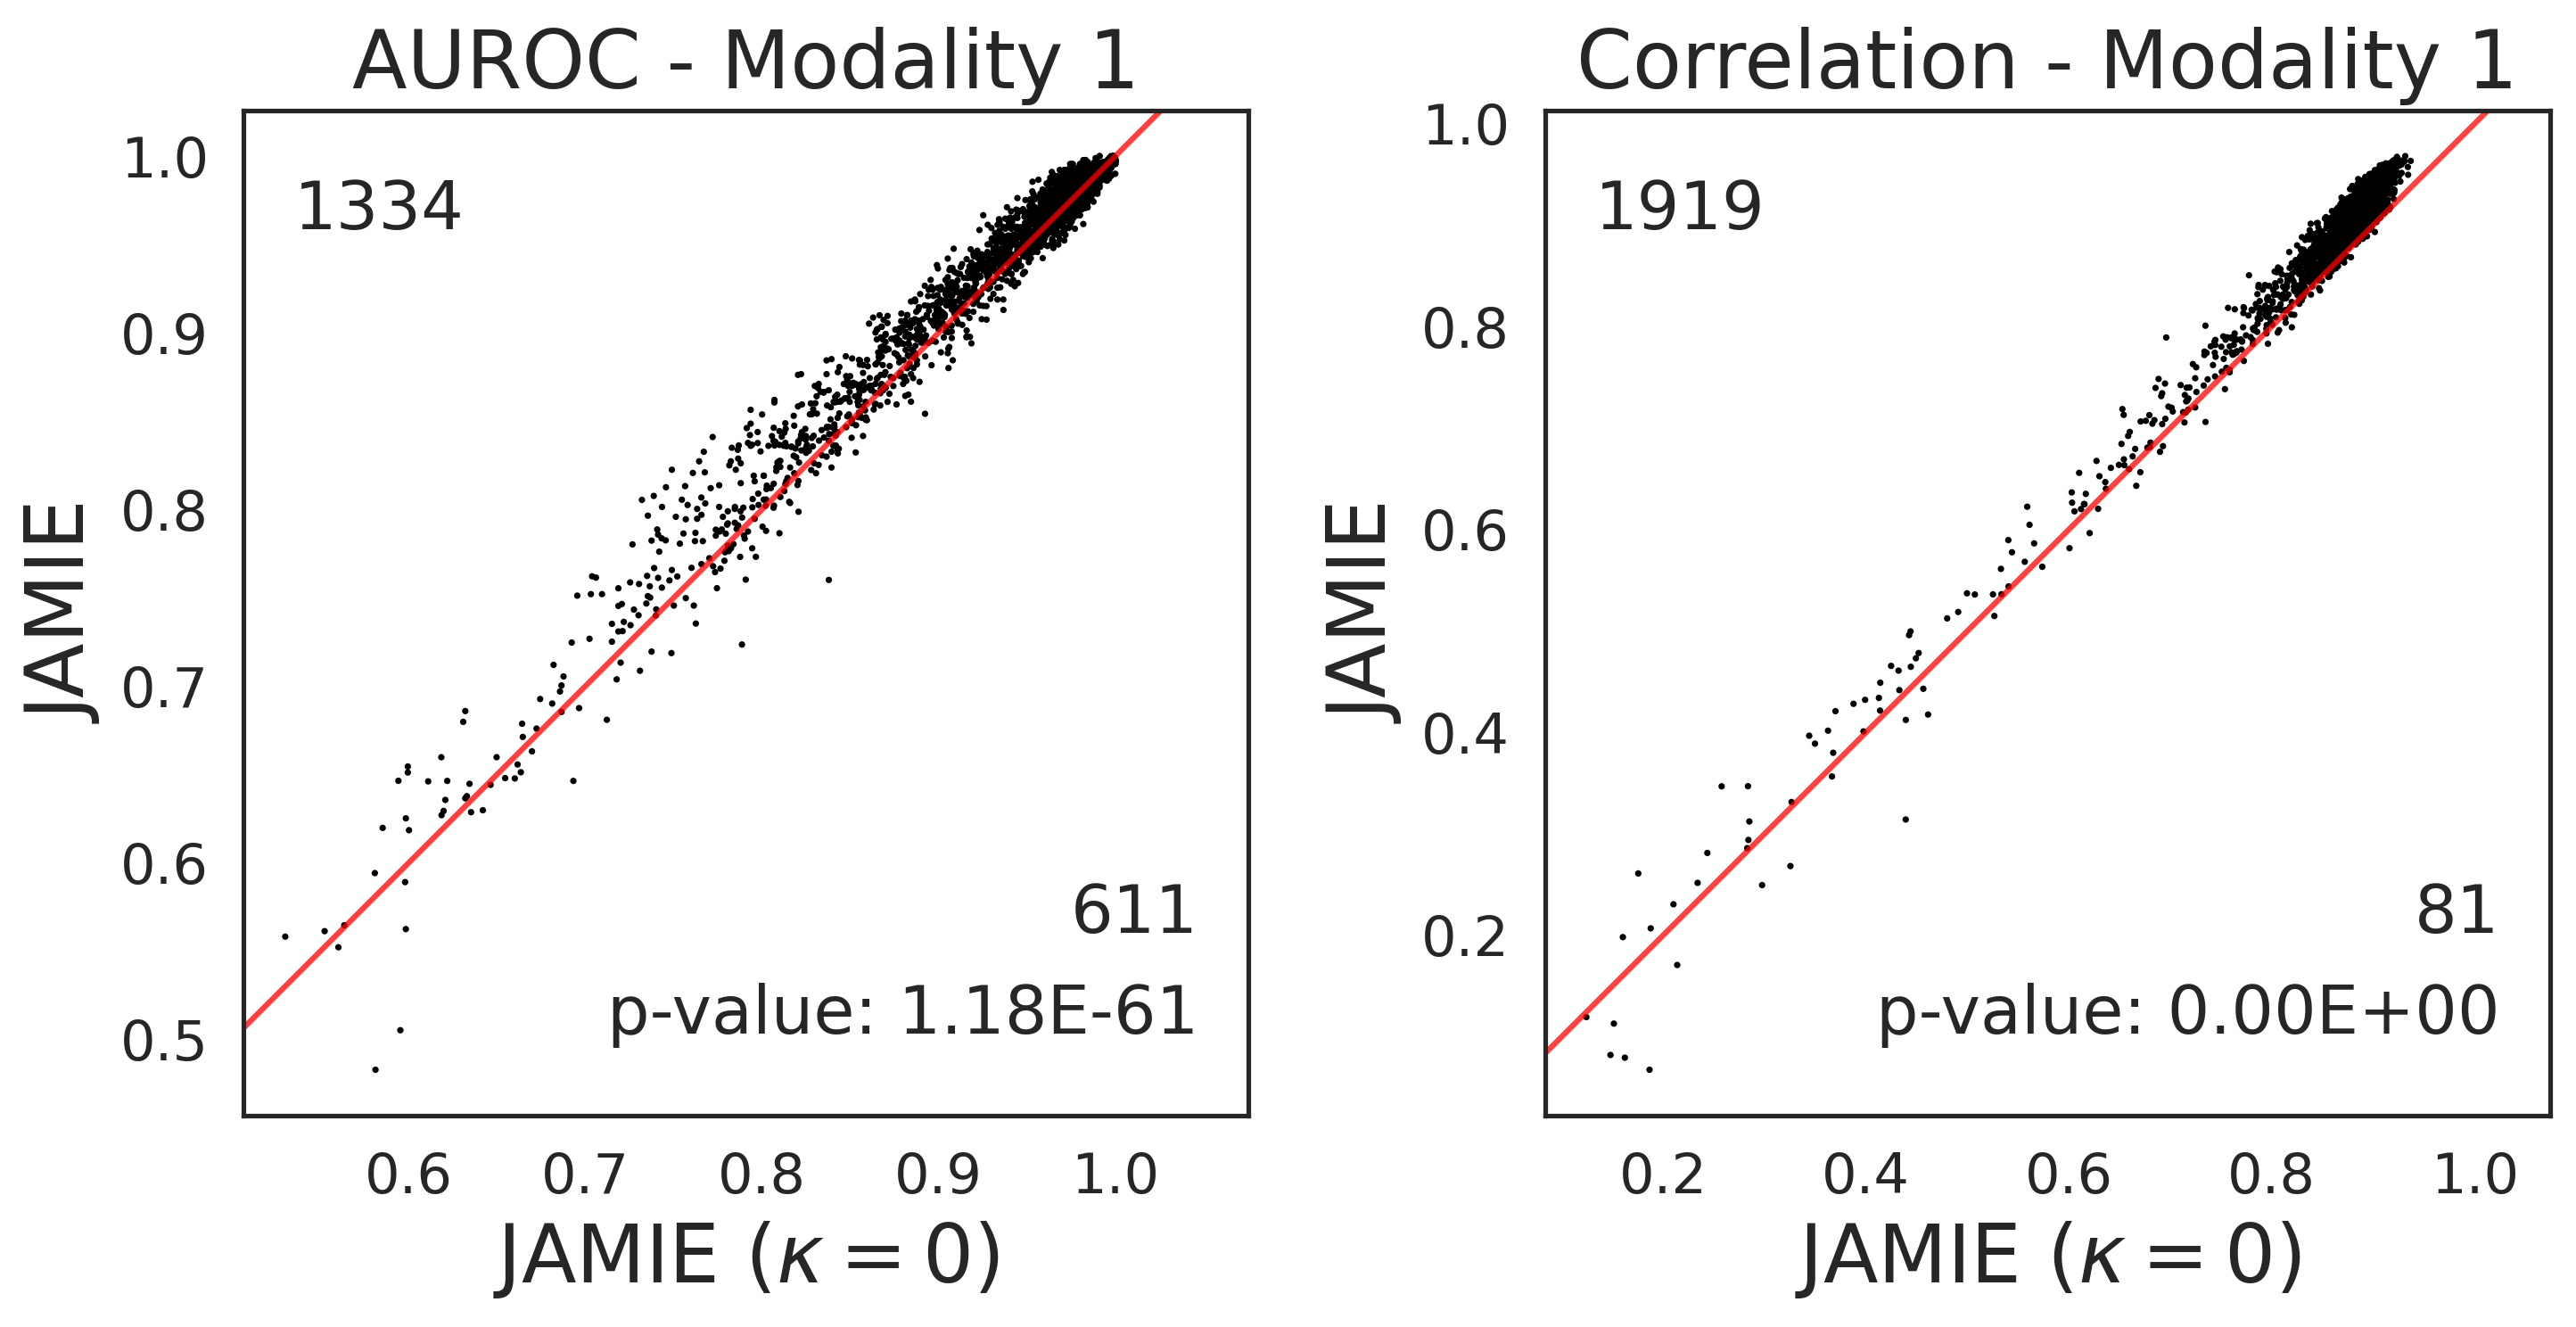 AUROC - Modality 1
JAMIE
1.0
0.9
0.8
0.7
0.6
0.5
1334
611
p-value: 1.18E-61
0.6 0.7 0.8 0.9 1.0
JAMIE (κ = 0)
Correlation - Modality 1
JAMIE
1.0
0.8
0.6
0.4
0.2
1919
81
p-value: 0.00E+00
0.2 0.4 0.6 0.8 1.0
JAMIE (κ = 0)